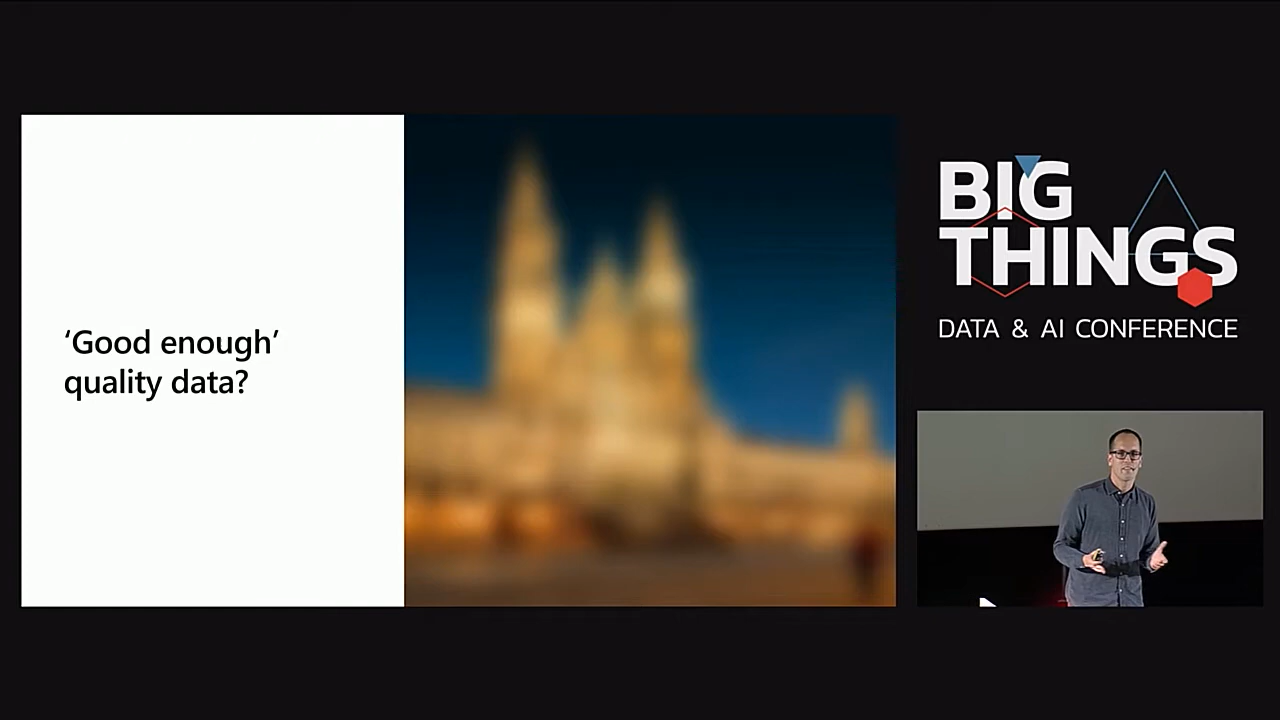 ‘Good enough’
quality data?
BIG
THINGS
DATA & AI CONFERENCE